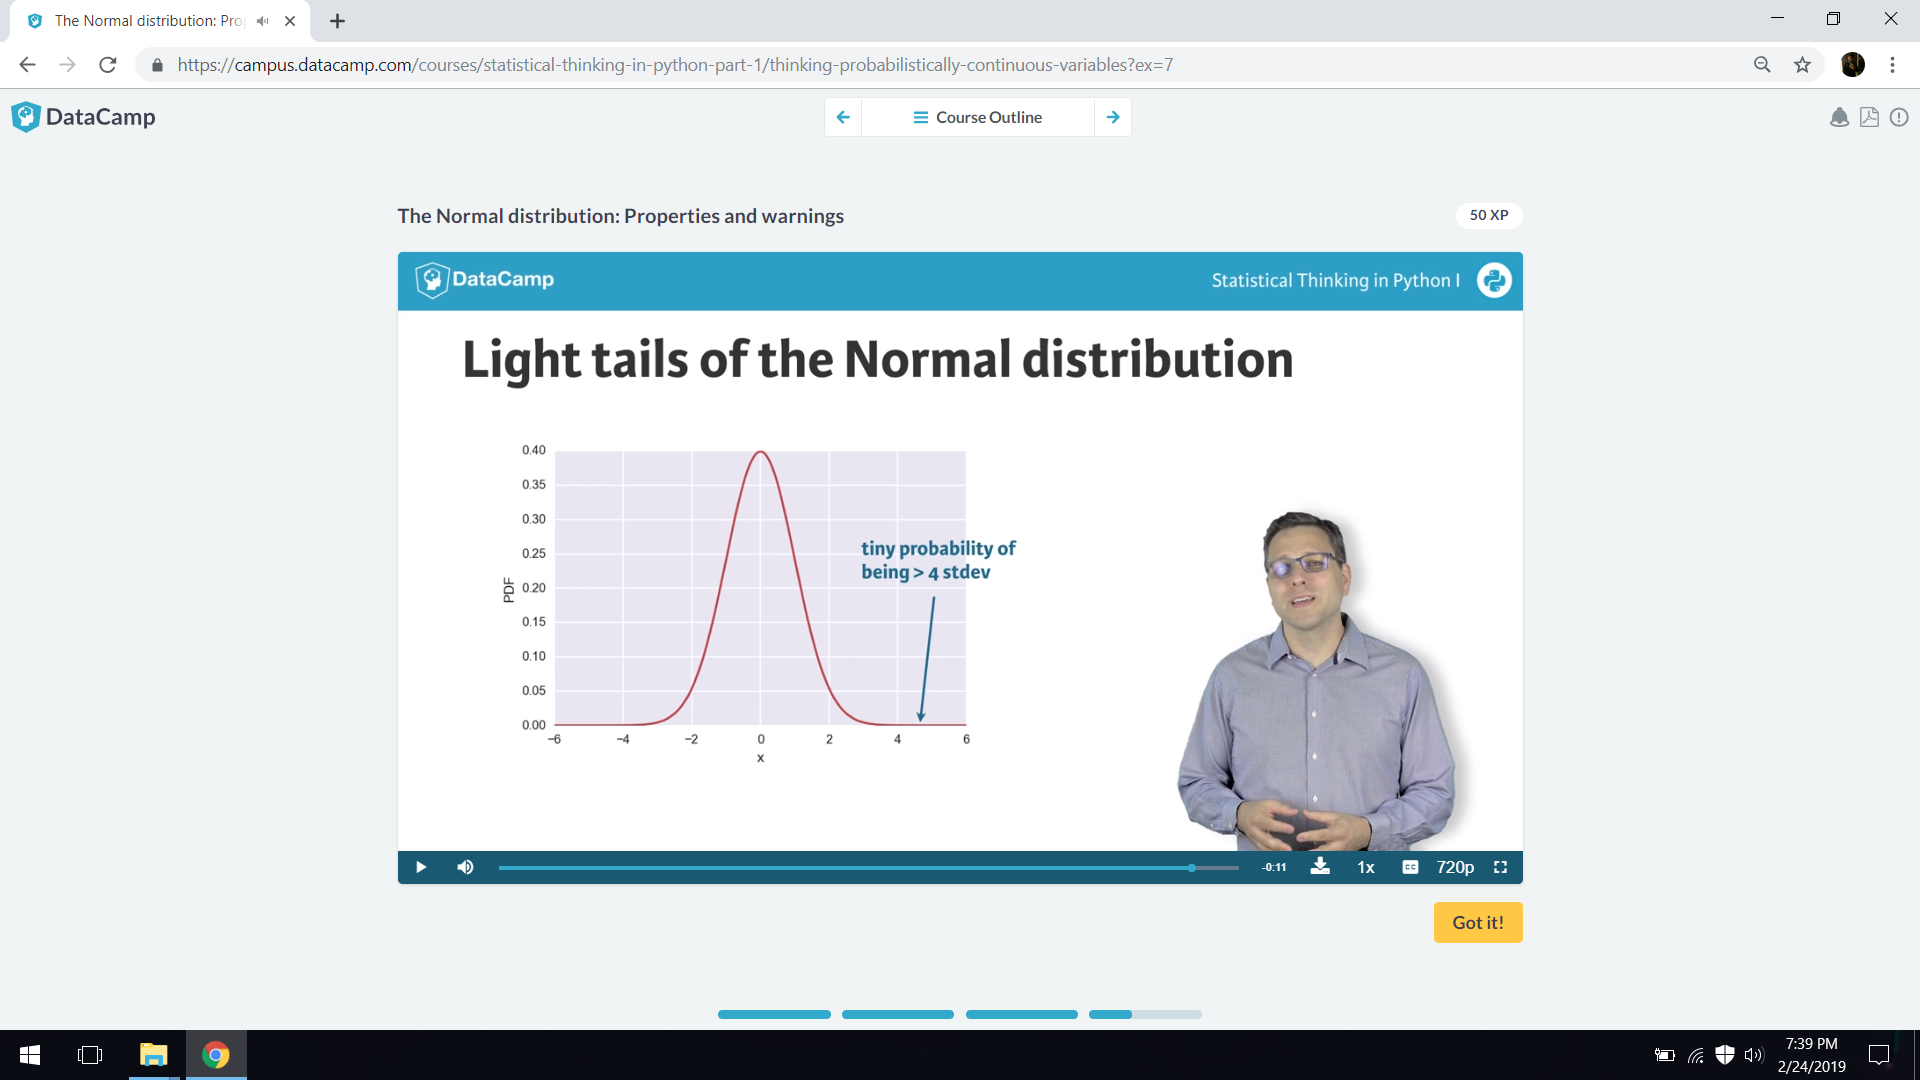 The Normal distribution: Pro
https://campus.datacamp.com/courses/statistical-thinking-in-python-part-1/thinking-probabilistically-continuous-variables?ex=7
DataCamp
Course Outline
The Normal distribution: Properties and warnings
50 XP
DataCamp
Statistical Thinking in Python I
Light tails of the Normal distribution
0.40
0.35
0.30
0.25
0.20
0.15
0.10
0.05
0.00
PDF
tiny probability of
being > 4 stdev
−6 −4 −2 0 2 4 6
x
-0:11
1x
CC
720p
Got it!
7:39 PM
2/24/2019